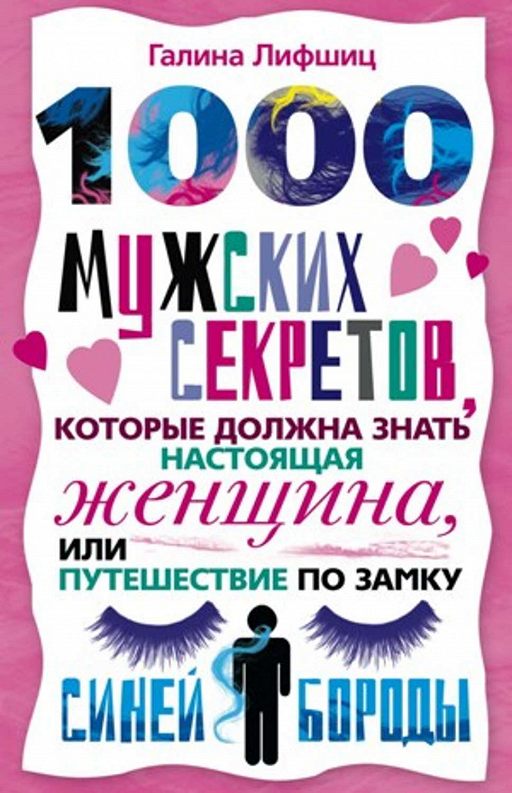 Галина Лифшиц
1000
МУЖСКИХ
СЕКРЕТОВ,
КОТОРЫЕ ДОЛЖНА ЗНАТЬ
НАСТОЯЩАЯ
женщина,
ИЛИ
ПУТЕШЕСТВИЕ ПО ЗАМКУ
СИНЕЙ БОРОДЫ